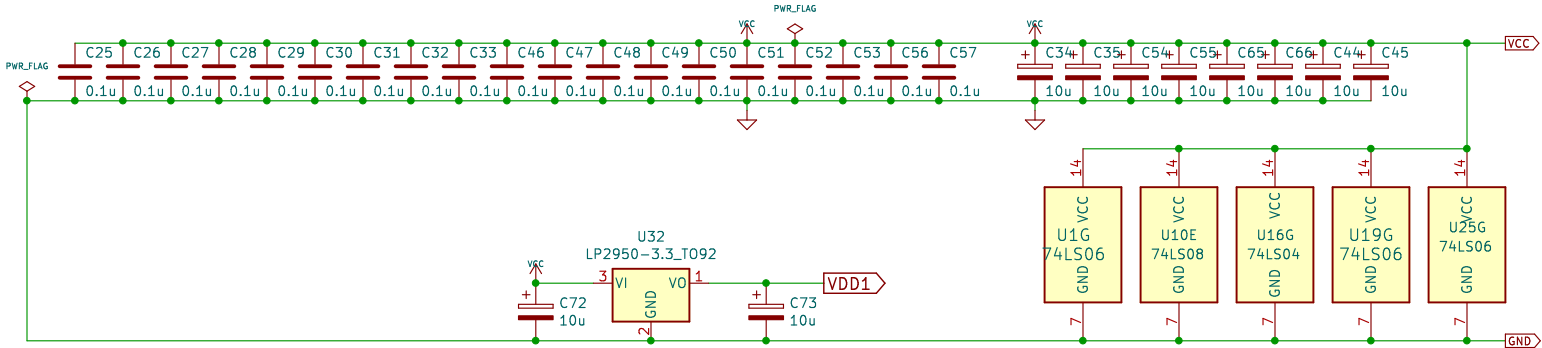 PWR_FLAG
VCC
VCC
C25 C26 C27 C28 C29 C30 C31 C32 C33 C46 C47 C48 C49 C50 C51 C52 C53 C56 C57 C34 C35 C54 C55 C65 C66 C44 C45
VCC
PWR_FLAG
+ + + + + + + +
0.1u 0.1u 0.1u 0.1u 0.1u 0.1u 0.1u 0.1u 0.1u 0.1u 0.1u 0.1u 0.1u 0.1u 0.1u 0.1u 0.1u 0.1u 0.1u 10u 10u 10u 10u 10u 10u 10u 10u
14 14 14 14 14
VCC VCC VCC VCC VCC
U1G U10E U16G U19G U25G
74LS06 74LS08 74LS04 74LS06 74LS06
GND GND GND GND GND
7 7 7 7 7
U32
LP2950-3.3_TO92
VCC
3 VI VO 1
VDD1
GND
2
+ C72
10u
+ C73
10u
GND